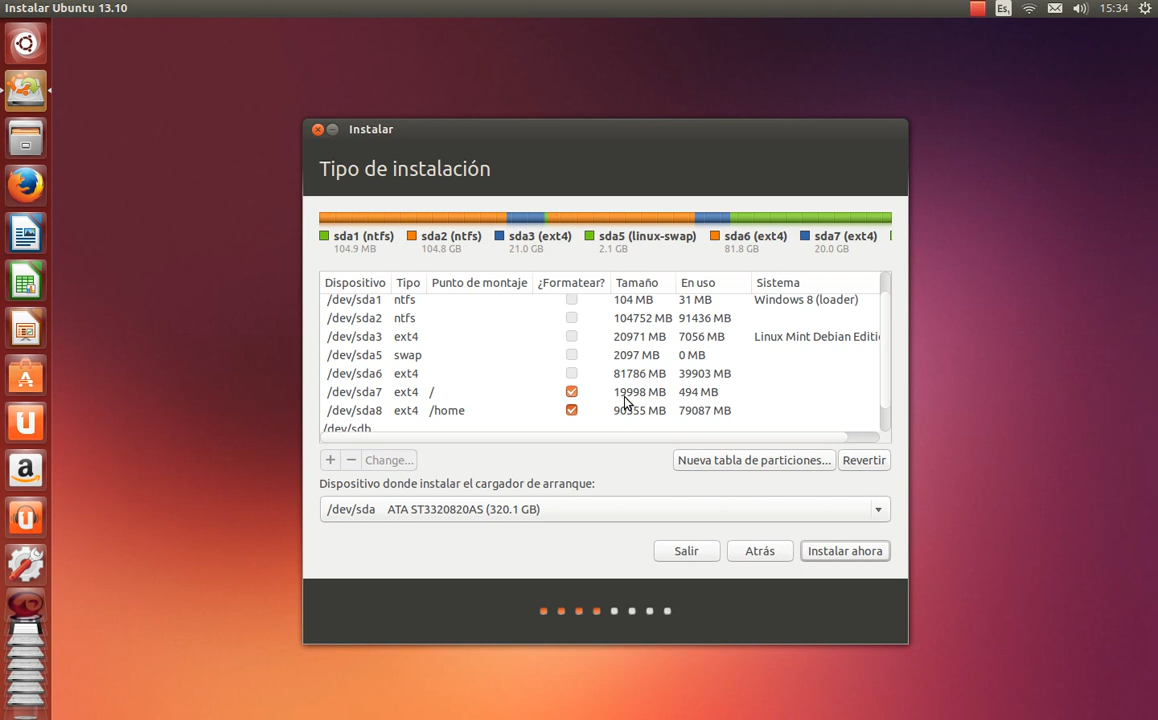 Instalar Ubuntu 13.10 Es₁ 15:34
Instalar
Tipo de instalación
sda1 (ntfs) sda2 (ntfs) sda3 (ext4) sda5 (linux-swap) sda6 (ext4) sda7 (ext4)
104.9 MB 104.8 GB 21.0 GB 2.1 GB 81.8 GB 20.0 GB
Dispositivo Tipo Punto de montaje ¿Formatear? Tamaño En uso Sistema
/dev/sda1 ntfs 104 MB 31 MB Windows 8 (loader)
/dev/sda2 ntfs 104752 MB 91436 MB
/dev/sda3 ext4 20971 MB 7056 MB Linux Mint Debian Editi
/dev/sda5 swap 2097 MB 0 MB
/dev/sda6 ext4 81786 MB 39903 MB
/dev/sda7 ext4 / 19998 MB 494 MB
/dev/sda8 ext4 /home MB 79087 MB
/dev/sdb
+ − Change... Nueva tabla de particiones... Revertir
Dispositivo donde instalar el cargador de arranque:
/dev/sda ATA ST3320820AS (320.1 GB)
Salir Atrás Instalar ahora